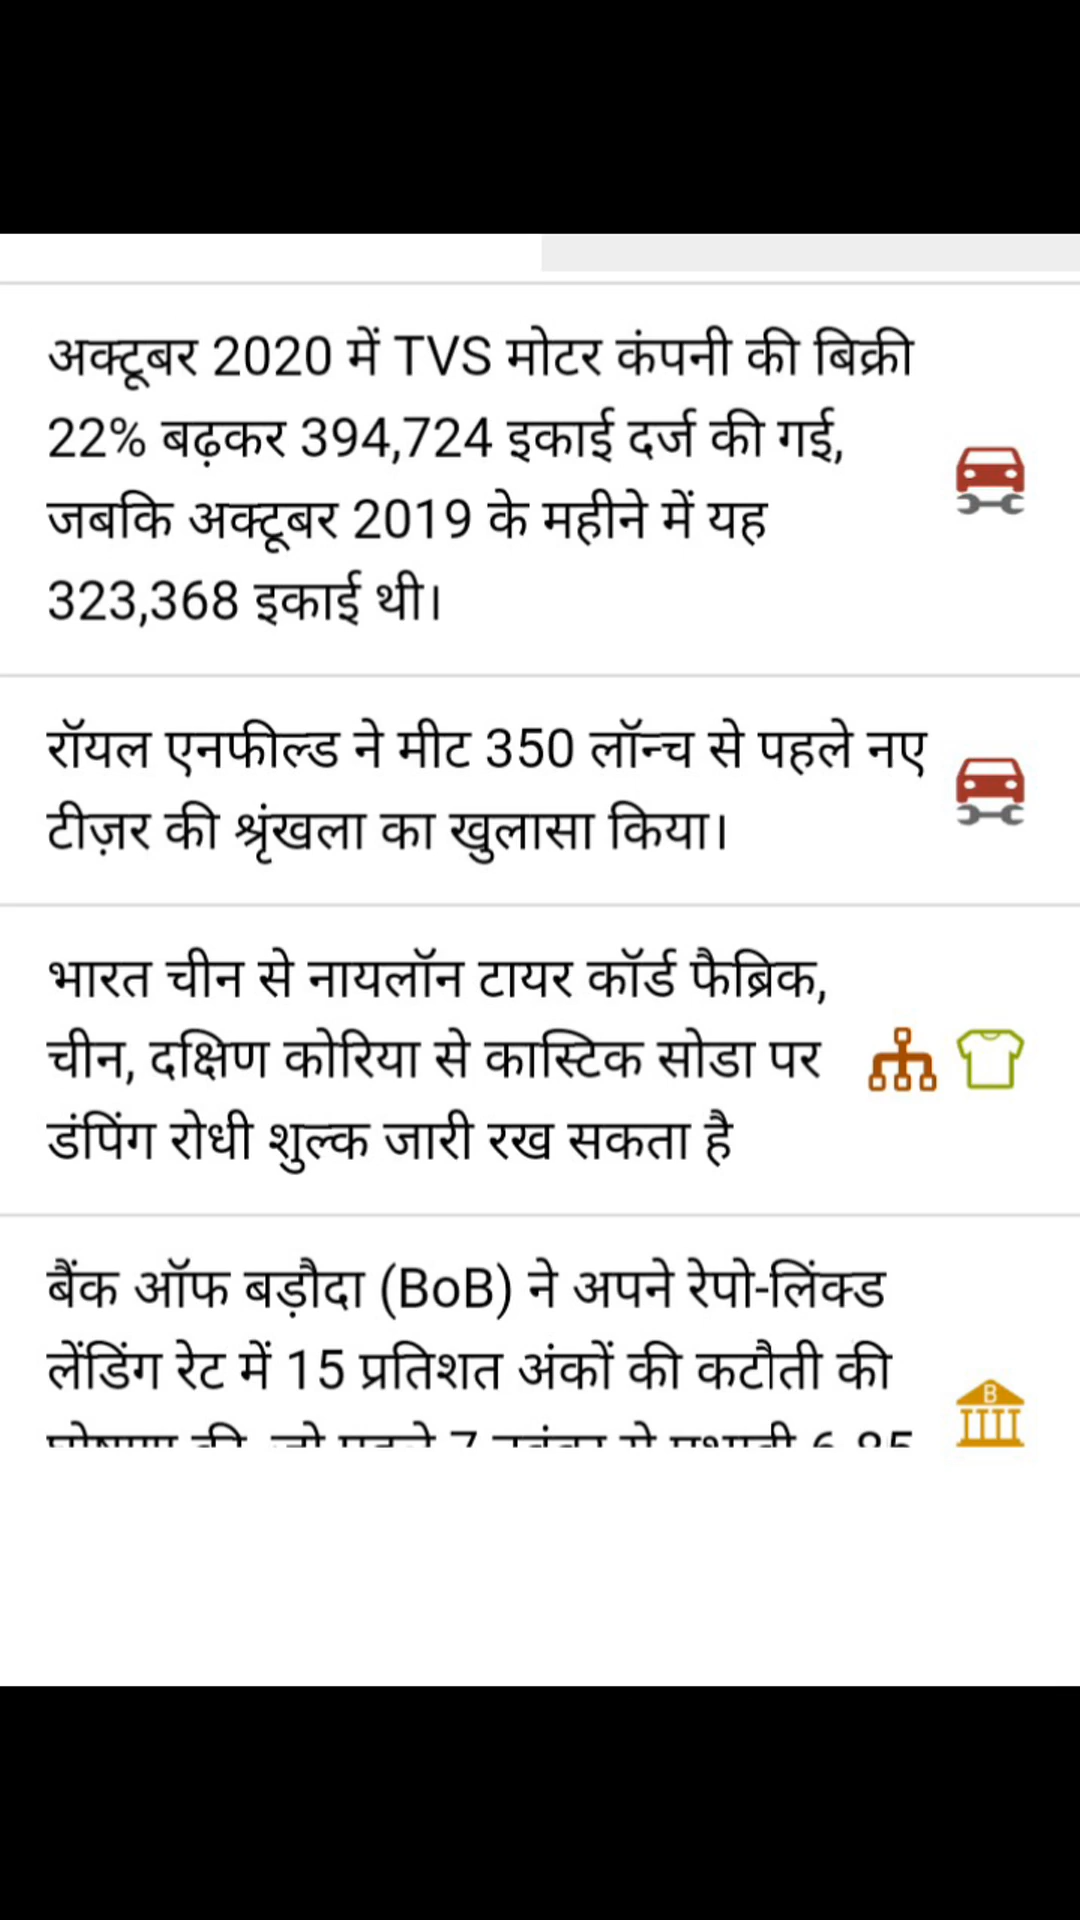 अक्टूबर 2020 में TVS मोटर कंपनी की बिक्री
22% बढ़कर 394,724 इकाई दर्ज की गई,
जबकि अक्टूबर 2019 के महीने में यह
323,368 इकाई थी।
रॉयल एनफील्ड ने मीट 350 लॉन्च से पहले नए
टीज़र की श्रृंखला का खुलासा किया।
भारत चीन से नायलॉन टायर कॉर्ड फैब्रिक,
चीन, दक्षिण कोरिया से कास्टिक सोडा पर
डंपिंग रोधी शुल्क जारी रख सकता है
बैंक ऑफ बड़ौदा (BoB) ने अपने रेपो-लिंक्ड
लेंडिंग रेट में 15 प्रतिशत अंकों की कटौती की
B